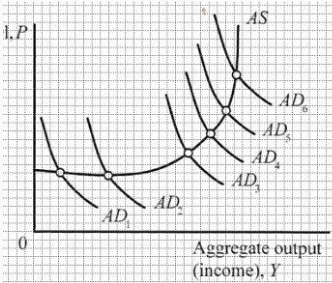 , P
AS
AD₆
AD₅
AD₄
AD₃
AD₂
AD₁
0
Aggregate output
(income), Y